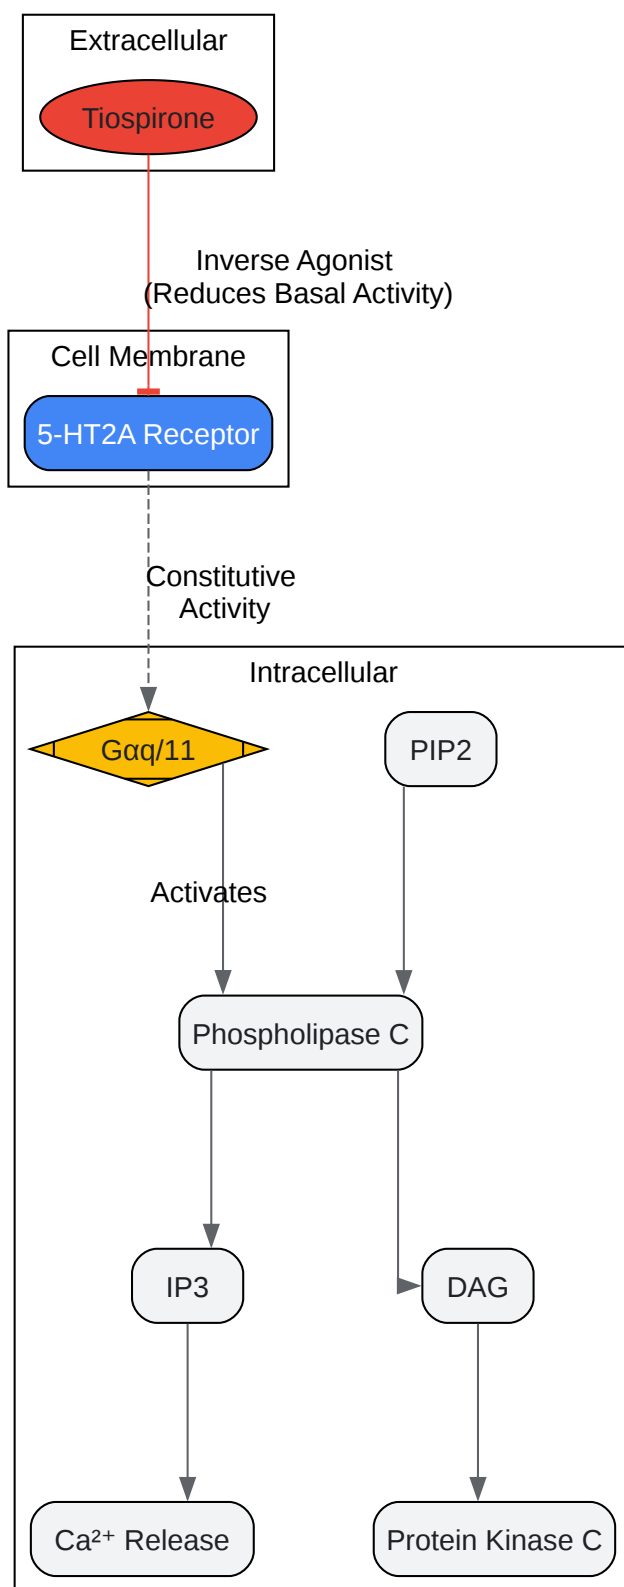 Extracellular
Tiospirone
Inverse Agonist
(Reduces Basal Activity)
Cell Membrane
5-HT2A Receptor
Constitutive
Activity
Intracellular
Gαq/11
PIP2
Activates
Phospholipase C
IP3
DAG
Ca²⁺ Release
Protein Kinase C